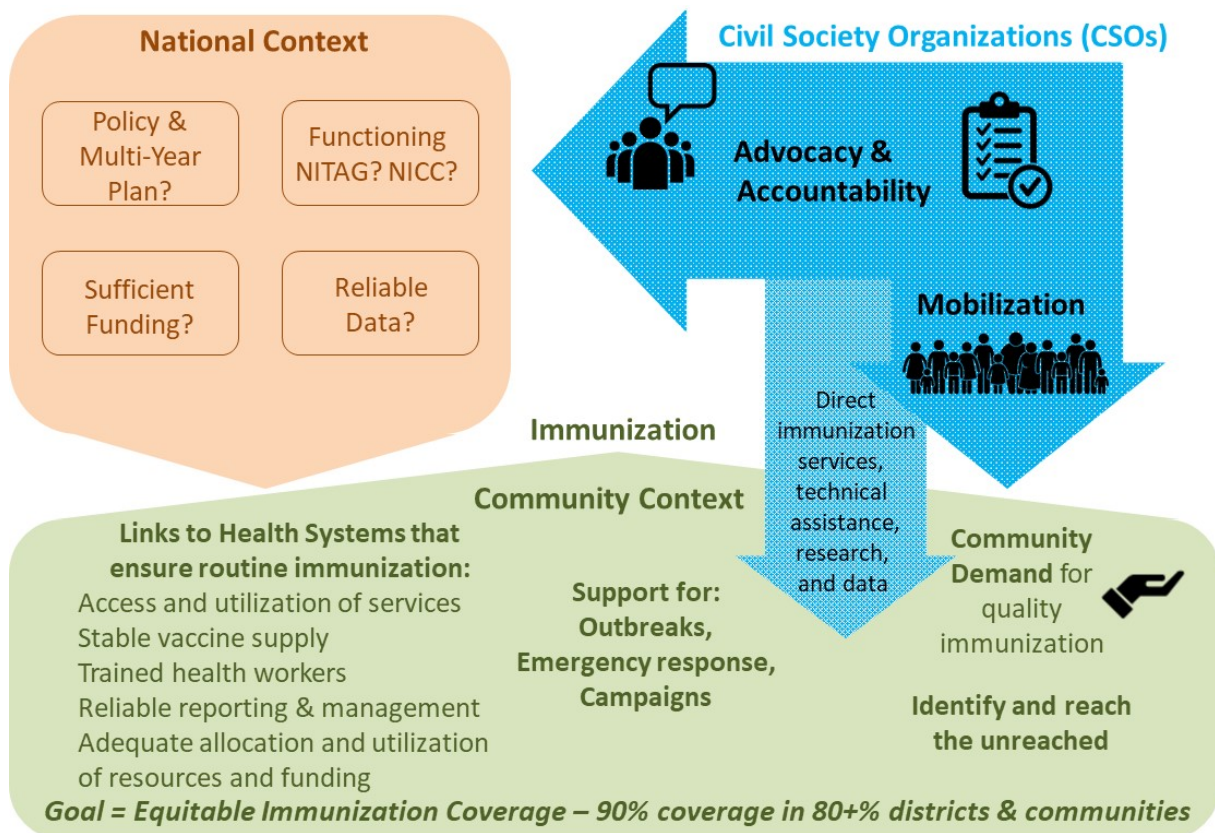 National Context
Policy &
Multi-Year
Plan?
Functioning
NITAG? NICC?
Sufficient
Funding?
Reliable
Data?
Civil Society Organizations (CSOs)
Advocacy &
Accountability
Mobilization
Direct
immunization
services,
technical
assistance,
research,
and data
Immunization
Community Context
Links to Health Systems that
ensure routine immunization:
Access and utilization of services
Stable vaccine supply
Trained health workers
Reliable reporting & management
Adequate allocation and utilization
of resources and funding
Support for:
Outbreaks,
Emergency response,
Campaigns
Community
Demand for
quality
immunization
Identify and reach
the unreached
Goal = Equitable Immunization Coverage – 90% coverage in 80+% districts & communities